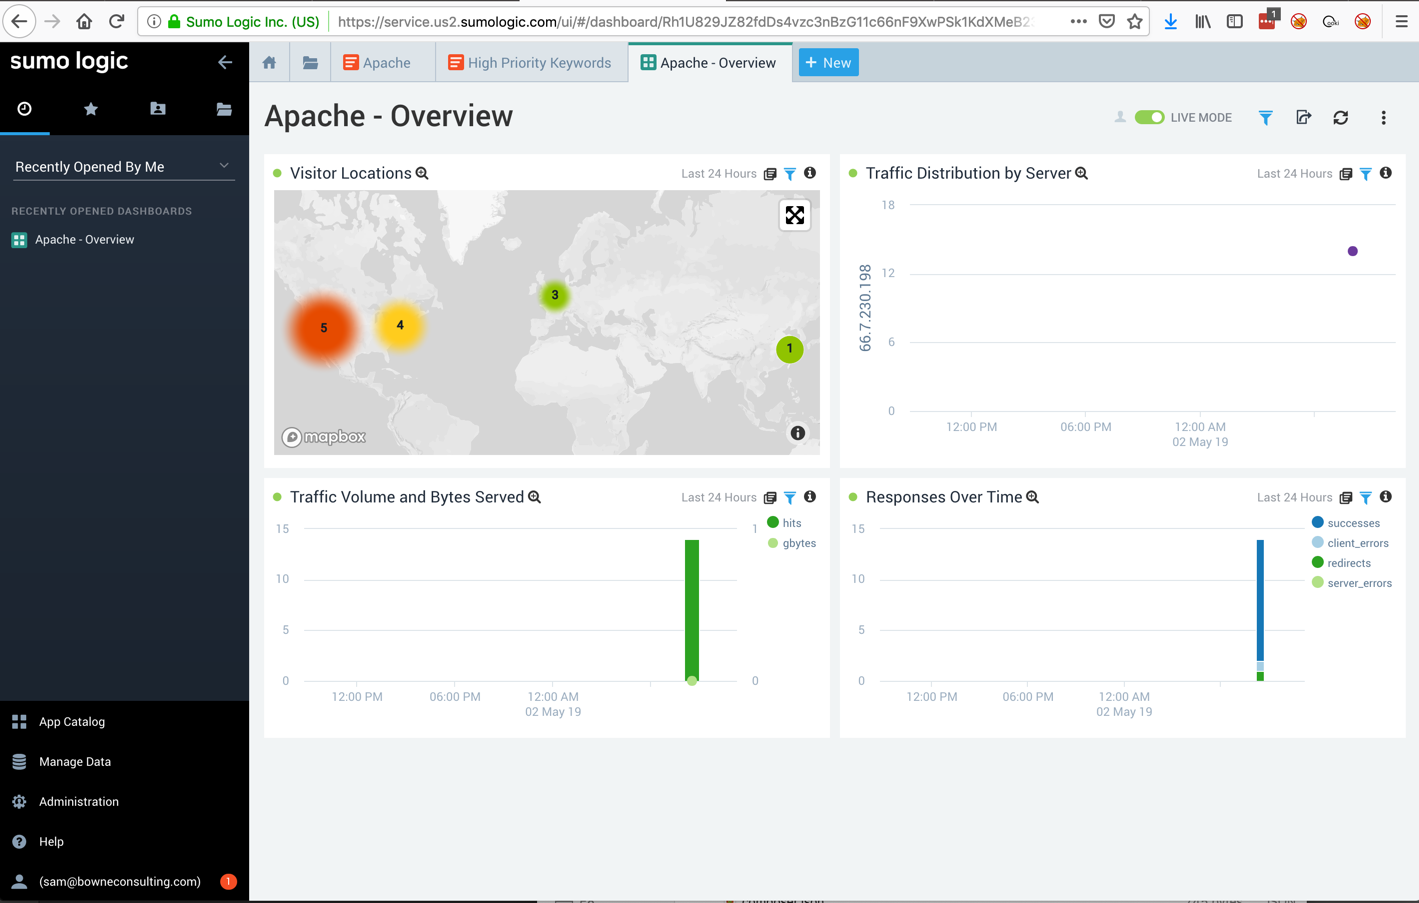 Sumo Logic Inc. (US)
https://service.us2.sumologic.com/ui/#/dashboard/Rh1U829JZ82fdDs4vzc3nBzG11c66nF9XwPSk1KdXMeB2
1
sumo logic
Apache
High Priority Keywords
Apache - Overview
+ New
Apache - Overview
LIVE MODE
Recently Opened By Me
RECENTLY OPENED DASHBOARDS
Apache - Overview
Visitor Locations
Last 24 Hours
5
4
3
1
mapbox
Traffic Distribution by Server
Last 24 Hours
66.7.230.198
18
12
6
0
12:00 PM
06:00 PM
12:00 AM
02 May 19
Traffic Volume and Bytes Served
Last 24 Hours
15
10
5
0
1
0
hits
gbytes
12:00 PM
06:00 PM
12:00 AM
02 May 19
Responses Over Time
Last 24 Hours
15
10
5
0
successes
client_errors
redirects
server_errors
12:00 PM
06:00 PM
12:00 AM
02 May 19
App Catalog
Manage Data
Administration
Help
(sam@bowneconsulting.com)
1